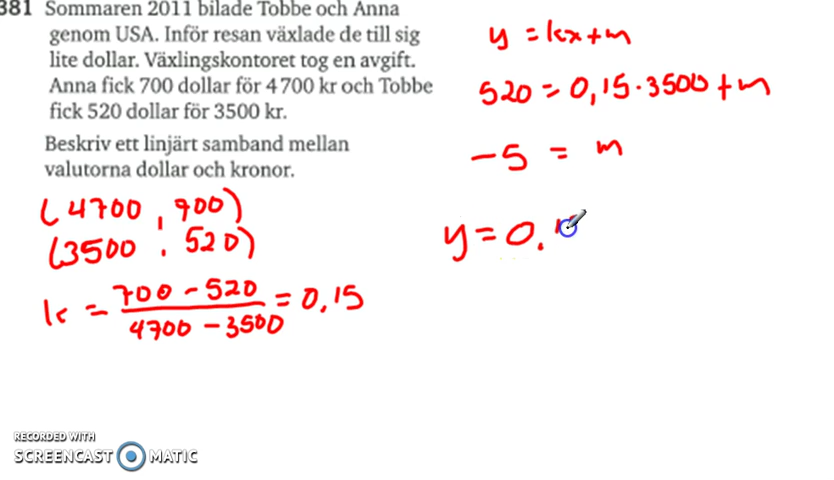 381 Sommaren 2011 bilade Tobbe och Anna
genom USA. Inför resan växlade de till sig
lite dollar. Växlingskontoret tog en avgift.
Anna fick 700 dollar för 4 700 kr och Tobbe
fick 520 dollar för 3500 kr.
Beskriv ett linjärt samband mellan
valutorna dollar och kronor.
(4700, 700)
(3500, 520)
k = 700 - 520 / 4700 - 3500 = 0,15
y = kx + m
520 = 0,15 · 3500 + m
-5 = m
y = 0,1
RECORDED WITH
SCREENCAST MATIC